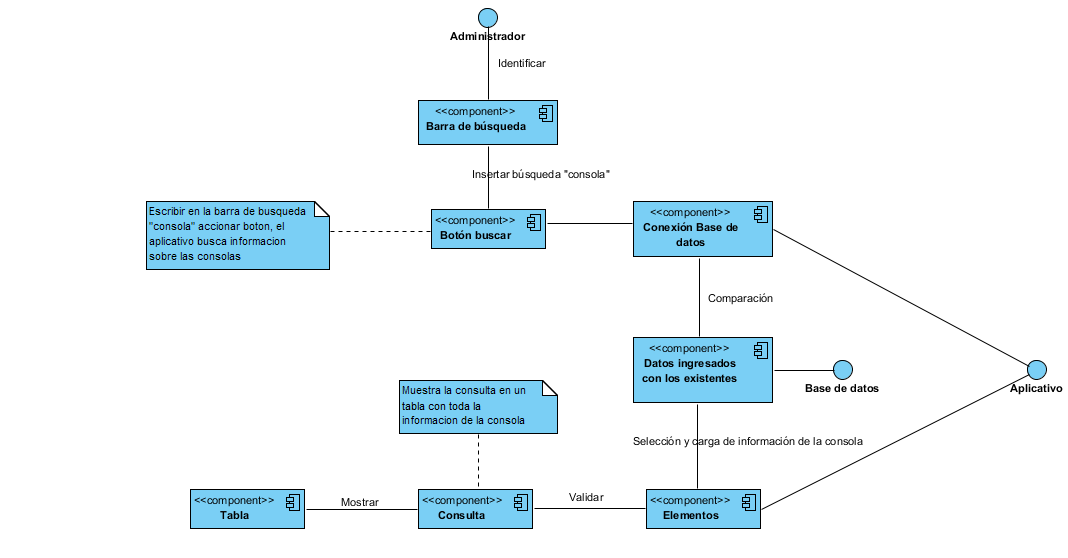 Administrador
Identificar
<<component>>
Barra de búsqueda
Insertar búsqueda "consola"
Escribir en la barra de busqueda
"consola" accionar boton, el
aplicativo busca informacion
sobre las consolas
<<component>>
Botón buscar
<<component>>
Conexión Base de
datos
Comparación
<<component>>
Datos ingresados
con los existentes
Base de datos
Aplicativo
Muestra la consulta en un
tabla con toda la
informacion de la consola
Selección y carga de información de la consola
<<component>>
Tabla
Mostrar
<<component>>
Consulta
Validar
<<component>>
Elementos